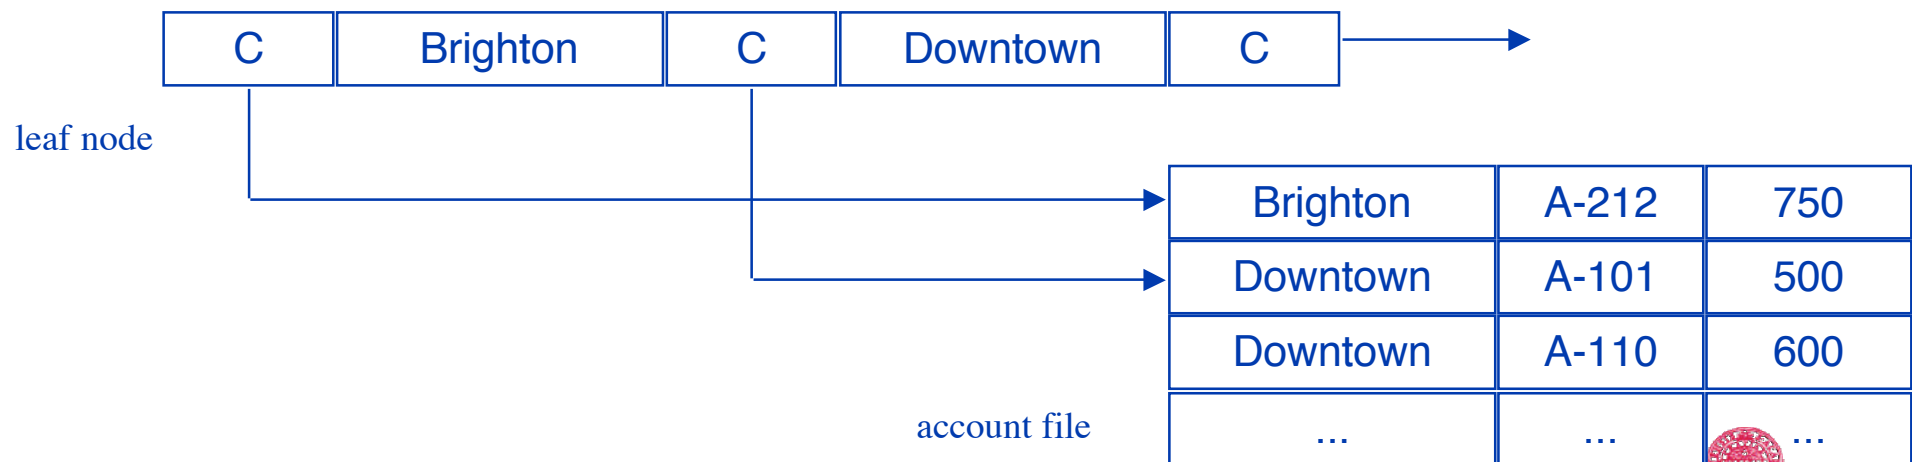 C Brighton C Downtown C
leaf node
Brighton A-212 750
Downtown A-101 500
Downtown A-110 600
account file
... ... ...